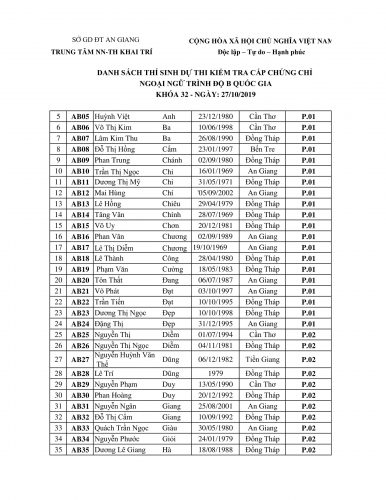 SỞ GD ĐT AN GIANG
CỘNG HÒA XÃ HỘI CHỦ NGHĨA VIỆT NAM
TRUNG TÂM NN-TH KHAI TRÍ
Độc lập – Tự do – Hạnh phúc
DANH SÁCH THÍ SINH DỰ THI KIỂM TRA CẤP CHỨNG CHỈ
NGOẠI NGỮ TRÌNH ĐỘ B QUỐC GIA
KHÓA 32 - NGÀY: 27/10/2019
5 AB05 Huỳnh Việt Anh 23/12/1980 Cần Thơ P.01
6 AB06 Võ Thị Kim Ba 10/06/1998 Cần Thơ P.01
7 AB07 Lâm Kim Thu Ba 26/08/1990 Đồng Tháp P.01
8 AB08 Đỗ Thị Hồng Cẩm 23/01/1997 Bến Tre P.01
9 AB09 Phan Trung Chánh 02/09/1980 Đồng Tháp P.01
10 AB10 Trần Thị Ngọc Chi 16/01/1969 An Giang P.01
11 AB11 Dương Thị Mỹ Chi 31/05/1971 Đồng Tháp P.01
12 AB12 Mai Hùng Chí 05/09/2002 An Giang P.01
13 AB13 Lê Hồng Chiêu 29/04/1979 Đồng Tháp P.01
14 AB14 Tăng Văn Chính 28/07/1969 Đồng Tháp P.01
15 AB15 Võ Uy Chơn 20/12/1981 Đồng Tháp P.01
16 AB16 Phan Văn Chương 02/09/1989 An Giang P.01
17 AB17 Lê Thị Diễm Chương 19/10/1969 An Giang P.01
18 AB18 Lê Thành Công 28/04/1980 Đồng Tháp P.01
19 AB19 Phạm Văn Cường 18/05/1983 Đồng Tháp P.01
20 AB20 Tôn Thất Đang 06/07/1987 An Giang P.01
21 AB21 Võ Phát Đạt 03/10/1997 An Giang P.01
22 AB22 Trần Tiến Đạt 10/10/1995 Đồng Tháp P.01
23 AB23 Dương Thị Ngọc Đẹp 10/10/1998 Đồng Tháp P.01
24 AB24 Đặng Thị Đẹp 31/12/1995 An Giang P.01
25 AB25 Nguyễn Thị Diễm 01/07/1994 Cần Thơ P.02
26 AB26 Nguyễn Thị Ngọc Diễm 04/11/1981 Đồng Tháp P.02
27 AB27 Nguyễn Huỳnh Văn Thế Dũng 06/12/1982 Tiền Giang P.02
28 AB28 Lê Trí Dũng 1979 Đồng Tháp P.02
29 AB29 Nguyễn Phạm Duy 13/05/1990 Cần Thơ P.02
30 AB30 Phan Hoàng Duy 20/12/1992 Đồng Tháp P.02
31 AB31 Nguyễn Ngân Giang 25/08/2001 An Giang P.02
32 AB32 Đỗ Thị Cẩm Giang 10/09/1992 Đồng Tháp P.02
33 AB33 Quách Trần Ngọc Giàu 30/05/1980 An Giang P.02
34 AB34 Nguyễn Phước Giỏi 24/01/1979 Đồng Tháp P.02
35 AB35 Dương Lê Giang Hà 18/08/1988 Đồng Tháp P.02